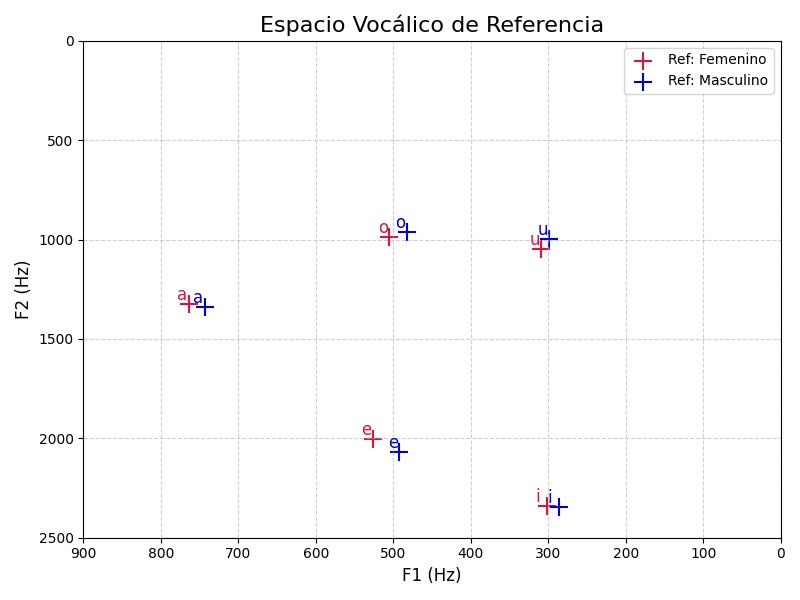 Espacio Vocálico de Referencia
0
500
1000
1500
2000
2500
F2 (Hz)
Ref: Femenino
Ref: Masculino
o o
u
u
a a
e
e
i i
900 800 700 600 500 400 300 200 100 0
F1 (Hz)